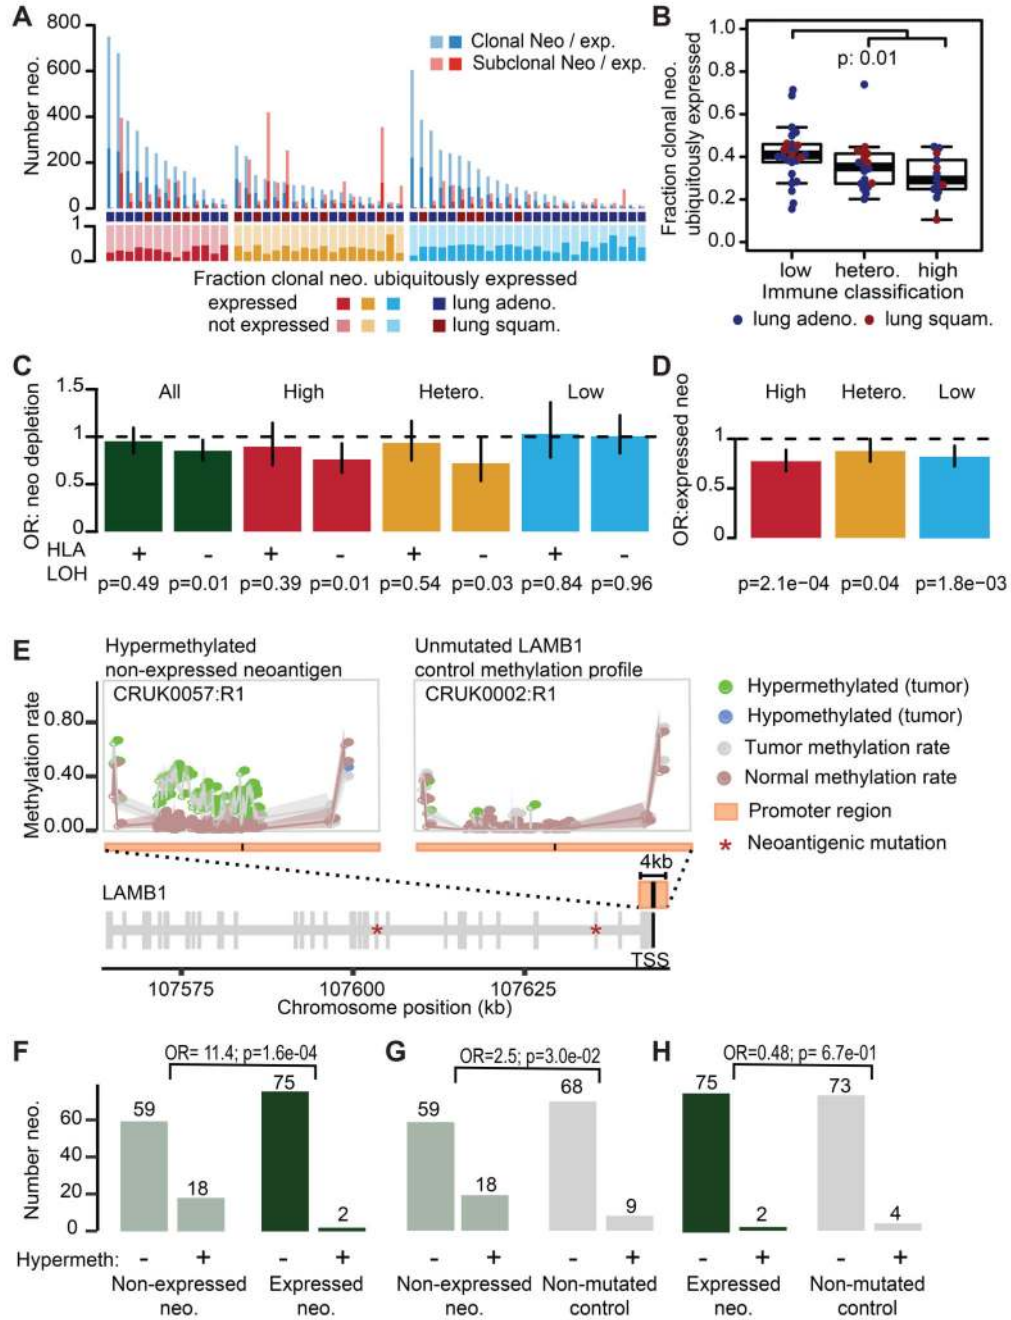 A
800
600
400
200
0
Number neo.
Clonal Neo / exp.
Subclonal Neo / exp.
1
0
Fraction clonal neo. ubiquitously expressed
expressed
lung adeno.
not expressed
lung squam.
B
1.0
0.8
0.6
0.4
0.2
0.0
Fraction clonal neo.
ubiquitously expressed
p: 0.01
low hetero. high
Immune classification
lung adeno. lung squam.
C
1.5
1
0.5
0
OR: neo depletion
All High Hetero. Low
HLA + - + - + - + -
LOH
p=0.49 p=0.01 p=0.39 p=0.01 p=0.54 p=0.03 p=0.84 p=0.96
D
OR:expressed neo
High Hetero. Low
1
0.5
0
p=2.1e−04 p=0.04 p=1.8e−03
E
Hypermethylated
non-expressed neoantigen
CRUK0057:R1
Unmutated LAMB1
control methylation profile
CRUK0002:R1
Methylation rate
0.80
0.40
0.00
Hypermethylated (tumor)
Hypomethylated (tumor)
Tumor methylation rate
Normal methylation rate
Promoter region
* Neoantigenic mutation
4kb
LAMB1
* *
TSS
107575 107600 107625
Chromosome position (kb)
F
OR= 11.4; p=1.6e-04
Number neo.
60
40
20
0
59 18 75 2
Hypermeth: - + - +
Non-expressed
neo.
Expressed
neo.
G
OR=2.5; p=3.0e-02
59 18 68 9
- + - +
Non-expressed
neo.
Non-mutated
control
H
OR=0.48; p= 6.7e-01
75 2 73 4
- + - +
Expressed
neo.
Non-mutated
control